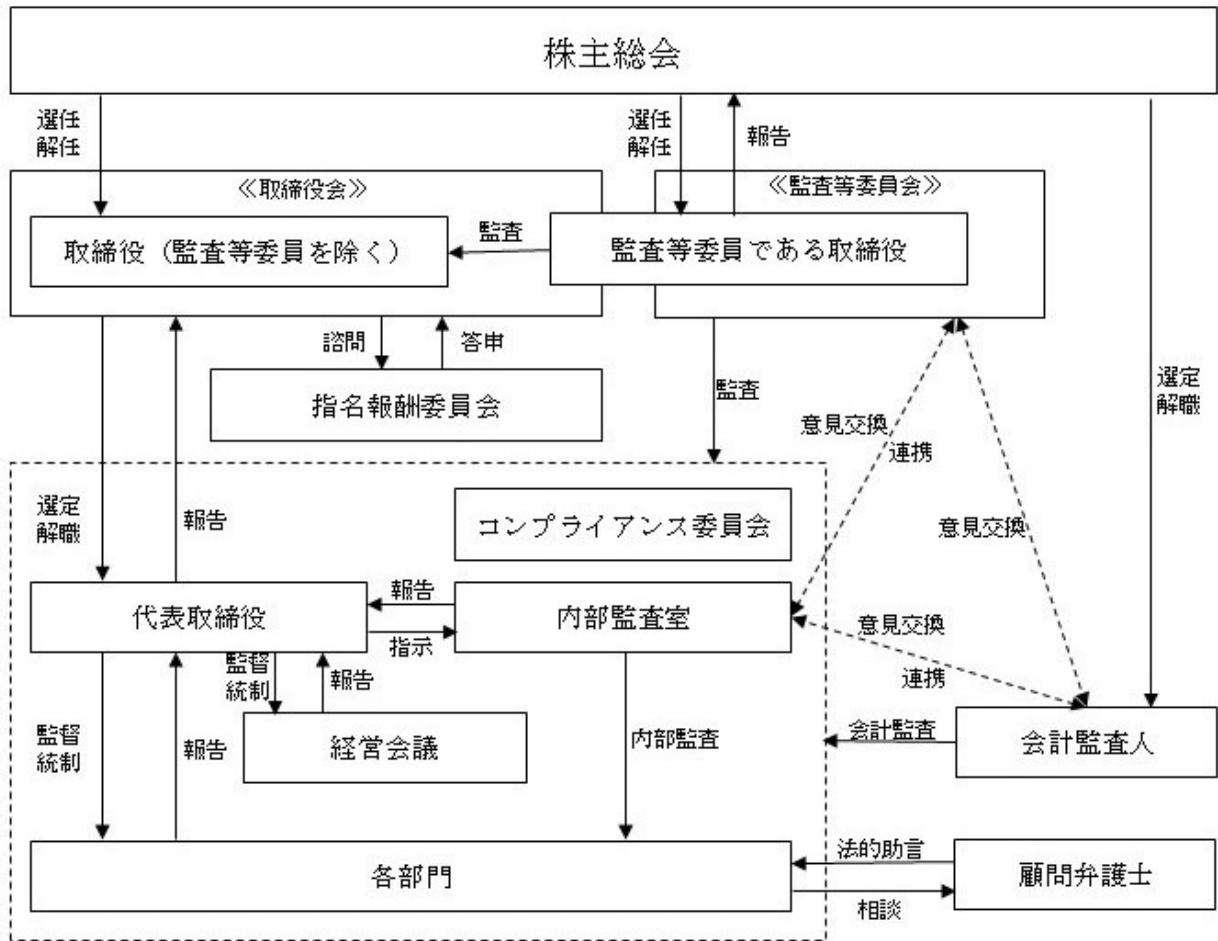 株主総会
選任
解任
選任
解任
報告
≪取締役会≫
≪監査等委員会≫
取締役（監査等委員を除く）
監査
監査等委員である取締役
諮問
答申
指名報酬委員会
監査
選定
解職
意見交換
連携
選定
解職
報告
コンプライアンス委員会
意見交換
代表取締役
報告
指示
内部監査室
意見交換
連携
監督
統制
報告
監督
統制
報告
経営会議
内部監査
会計監査
会計監査人
各部門
法的助言
相談
顧問弁護士